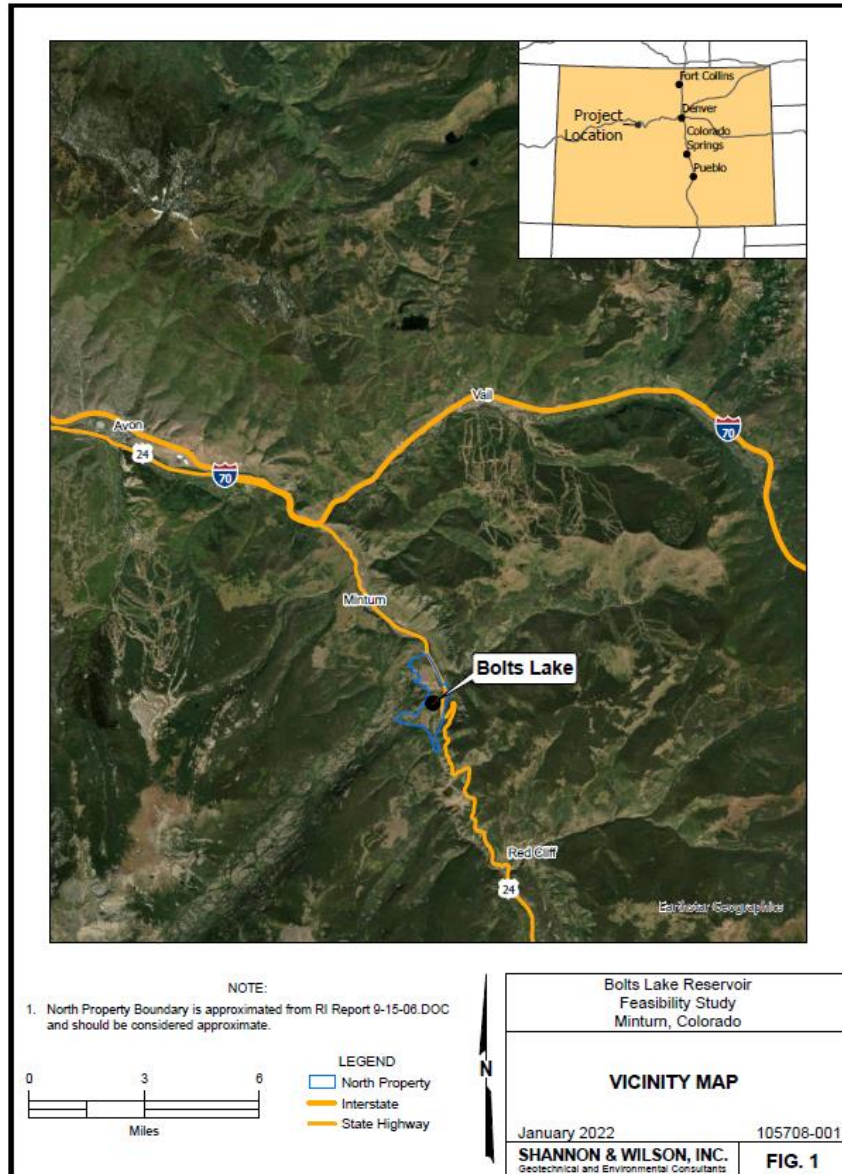 Fort Collins
Denver
Project
Location
Colorado
Springs
Pueblo
Vail
Avon
70
24
70
Minturn
Bolts Lake
Red Cliff
24
Earthstar Geographics
NOTE:
1. North Property Boundary is approximated from RI Report 9-15-06.DOC
and should be considered approximate.
0 3 6
Miles
LEGEND
North Property
Interstate
State Highway
N
Bolts Lake Reservoir
Feasibility Study
Minturn, Colorado
VICINITY MAP
January 2022 105708-001
SHANNON & WILSON, INC.
Geotechnical and Environmental Consultants
FIG. 1